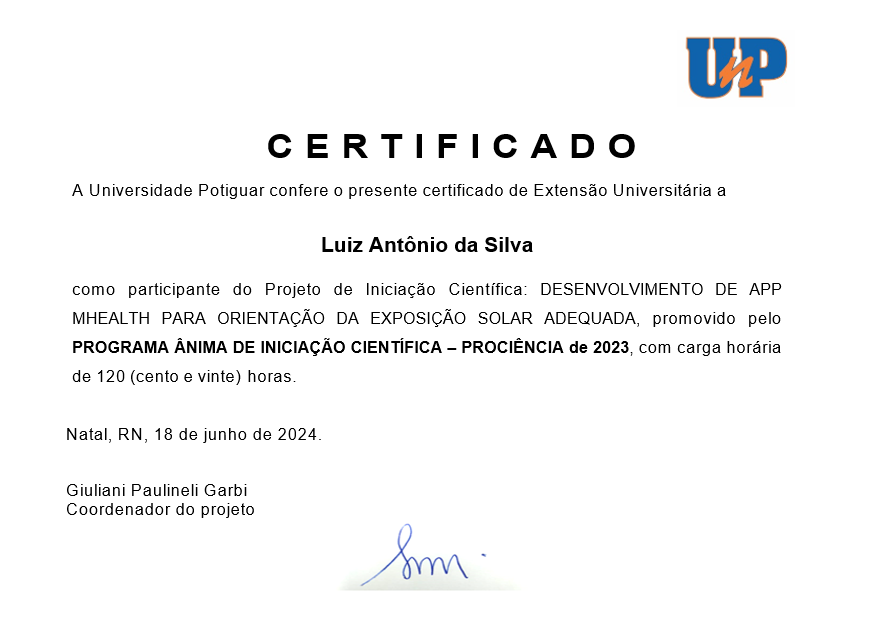 UnP
CERTIFICADO
A Universidade Potiguar confere o presente certificado de Extensão Universitária a
Luiz Antônio da Silva
como participante do Projeto de Iniciação Científica: DESENVOLVIMENTO DE APP
MHEALTH PARA ORIENTAÇÃO DA EXPOSIÇÃO SOLAR ADEQUADA, promovido pelo
PROGRAMA ÂNIMA DE INICIAÇÃO CIENTÍFICA – PROCIÊNCIA de 2023, com carga horária
de 120 (cento e vinte) horas.
Natal, RN, 18 de junho de 2024.
Giuliani Paulineli Garbi
Coordenador do projeto